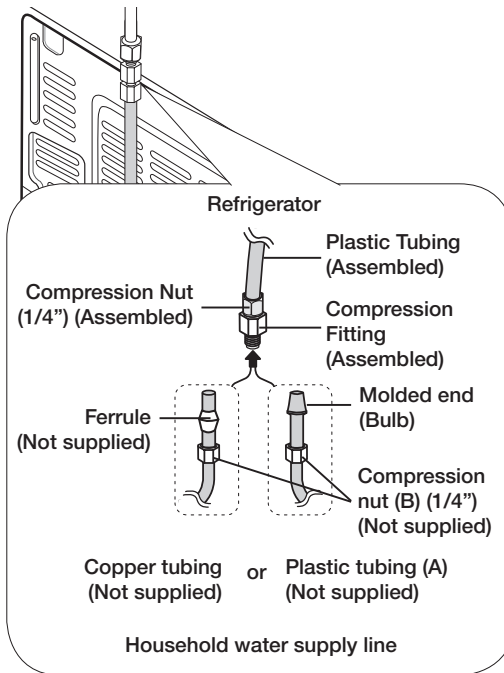 Refrigerator
Plastic Tubing
(Assembled)
Compression Nut
(1/4”) (Assembled)
Compression
Fitting
(Assembled)
Ferrule
(Not supplied)
Molded end
(Bulb)
Compression
nut (B) (1/4”)
(Not supplied)
Copper tubing
(Not supplied)
or
Plastic tubing (A)
(Not supplied)
Household water supply line